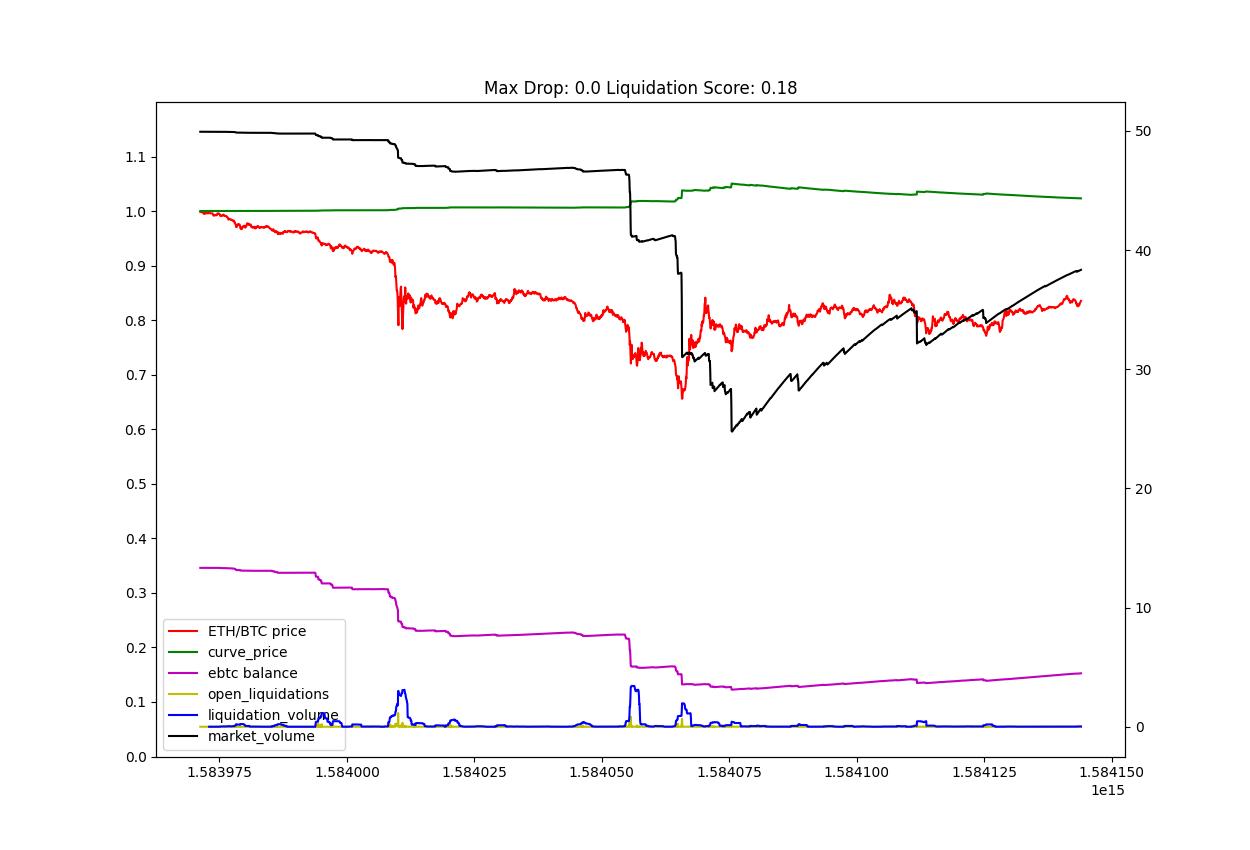 Max Drop: 0.0 Liquidation Score: 0.18
1.1
1.0
0.9
0.8
0.7
0.6
0.5
0.4
0.3
0.2
0.1
0.0
50
40
30
20
10
0
ETH/BTC price
curve_price
ebtc balance
open_liquidations
liquidation_volume
market_volume
1.583975 1.584000 1.584025 1.584050 1.584075 1.584100 1.584125 1.584150
1e15